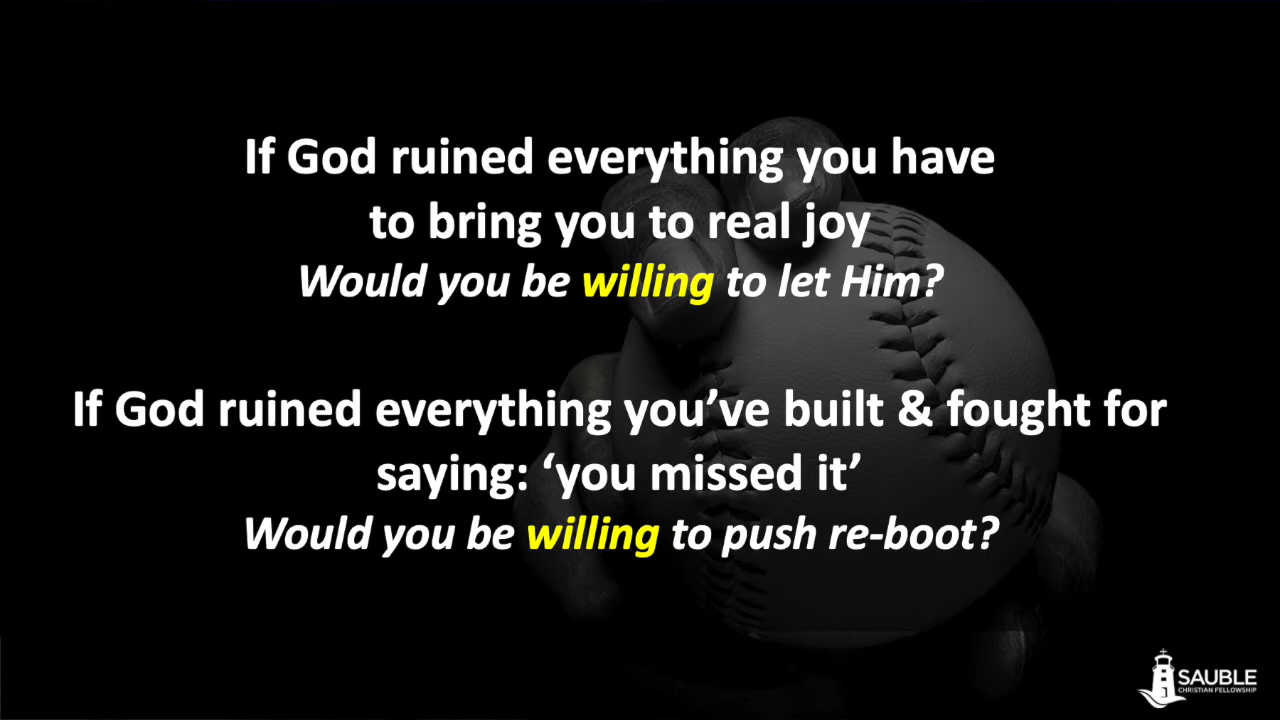 If God ruined everything you have
to bring you to real joy
Would you be willing to let Him?
If God ruined everything you’ve built & fought for
saying: ‘you missed it’
Would you be willing to push re-boot?
SAUBLE
CHRISTIAN FELLOWSHIP